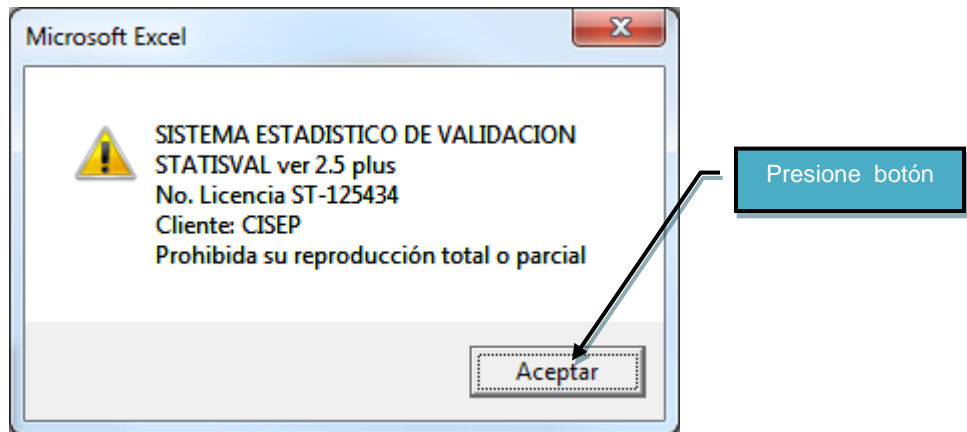 Microsoft Excel
SISTEMA ESTADISTICO DE VALIDACION
STATISVAL ver 2.5 plus
No. Licencia ST-125434
Cliente: CISEP
Prohibida su reproducción total o parcial
Presione botón
Aceptar